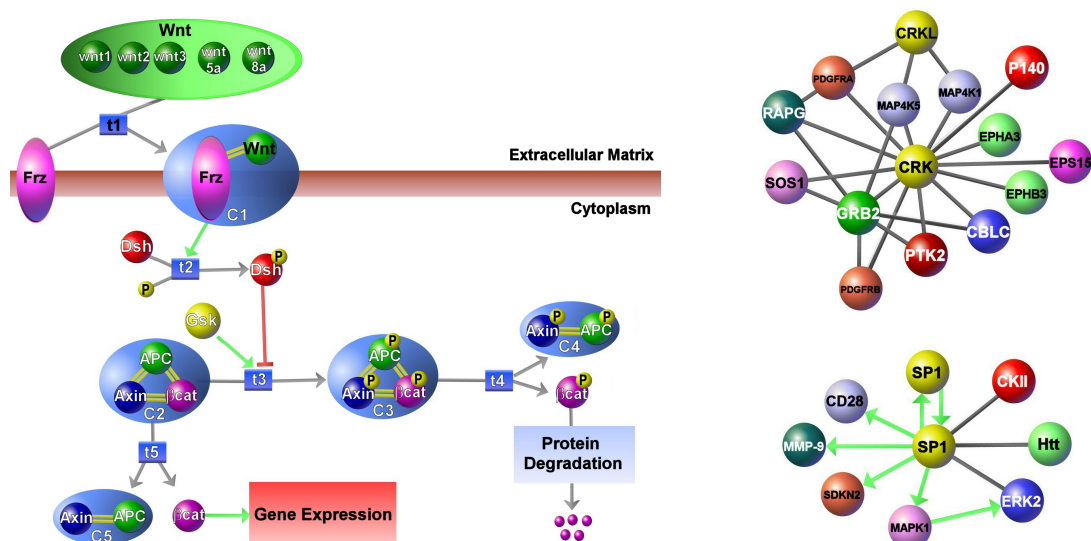 Wnt
wnt1
wnt2
wnt3
wnt
5a
wnt
8a
t1
Frz
Frz
Wnt
C1
Extracellular Matrix
Cytoplasm
Dsh
P
t2
Dsh
P
Gsk
APC
Axin
βcat
C2
t3
P
APC
P
Axin
P
βcat
C3
t4
P
Axin
P
APC
C4
P
βcat
t5
Axin
APC
C5
βcat
Gene Expression
Protein
Degradation
CRKL
PDGFRA
P140
MAP4K1
MAP4K5
RAPG
EPHA3
CRK
EPS15
SOS1
EPHB3
GRB2
CBLC
PTK2
PDGFRB
SP1
CKII
CD28
MMP-9
SP1
Htt
SDKN2
ERK2
MAPK1